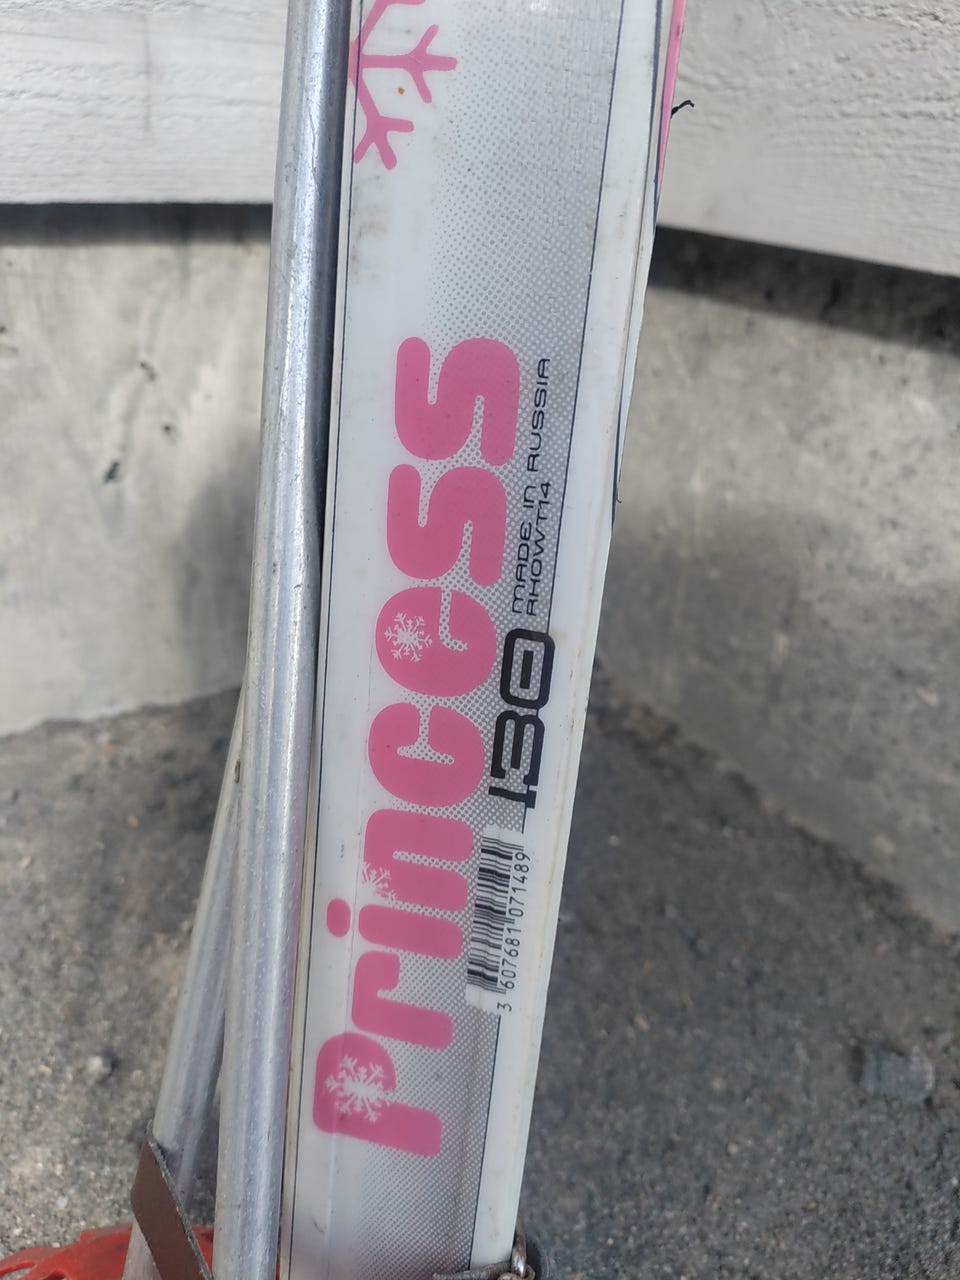 Princess
130
MADE IN RUSSIA
RHOWT14
3 607681 071489